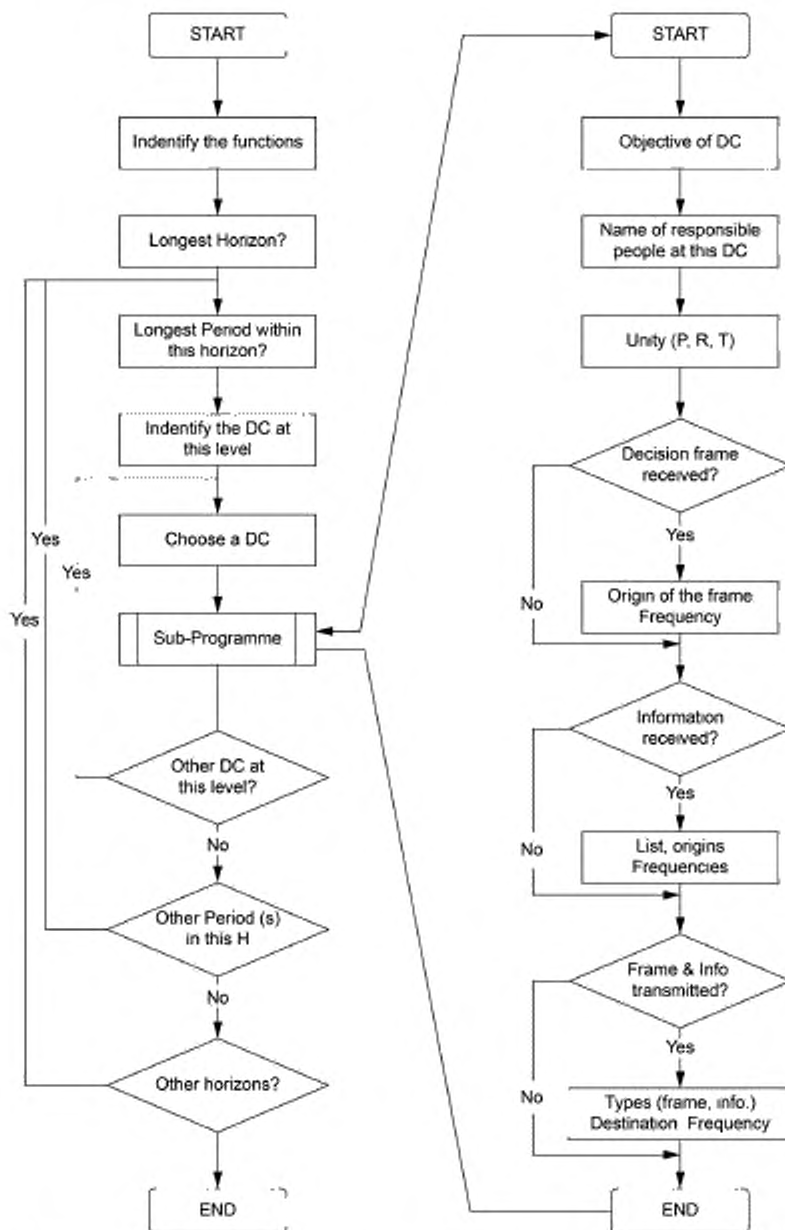 START
Indentify the functions
Longest Horizon?
Longest Period within
this horizon?
Indentify the DC at
this level
Choose a DC
Sub-Programme
Other DC at
this level?
No
Other Period (s)
in this H
No
Other horizons?
END
Yes
Yes
Yes
START
Objective of DC
Name of responsible
people at this DC
Unity (P, R, T)
Decision frame
received?
Yes
No
Origin of the frame
Frequency
Information
received?
Yes
No
List, origins
Frequencies
Frame & Info
transmitted?
Yes
No
Types (frame, info.)
Destination Frequency
END